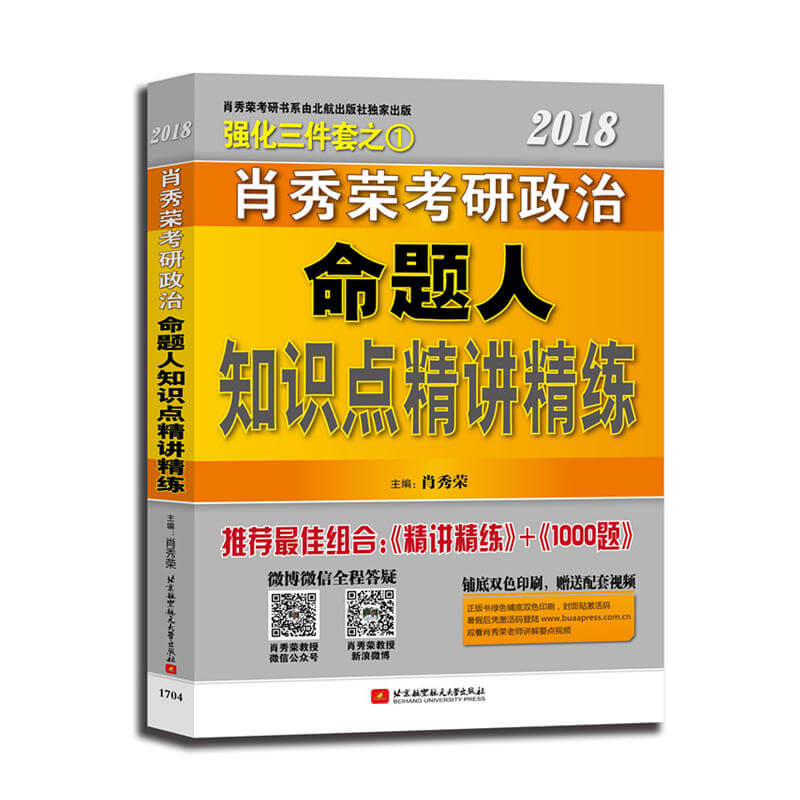 肖秀荣考研书系由北航出版社独家出版
强化三件套之①
2018
肖秀荣考研政治
命题人
知识点精讲精练
主编：肖秀荣
推荐最佳组合：《精讲精练》+《1000题》
微博微信全程答疑
肖秀荣教授
微信公众号
肖秀荣教授
新浪微博
铺底双色印刷，赠送配套视频
正版书绿色铺底双色印刷，封面贴激活码
暑假后凭激活码登陆 www.buaapress.com.cn
观看肖秀荣老师讲解要点视频
北京航空航天大学出版社
BEIHANG UNIVERSITY PRESS
2018
肖秀荣考研政治
命题人知识点精讲精练
主编：肖秀荣
北京航空航天大学出版社
1704